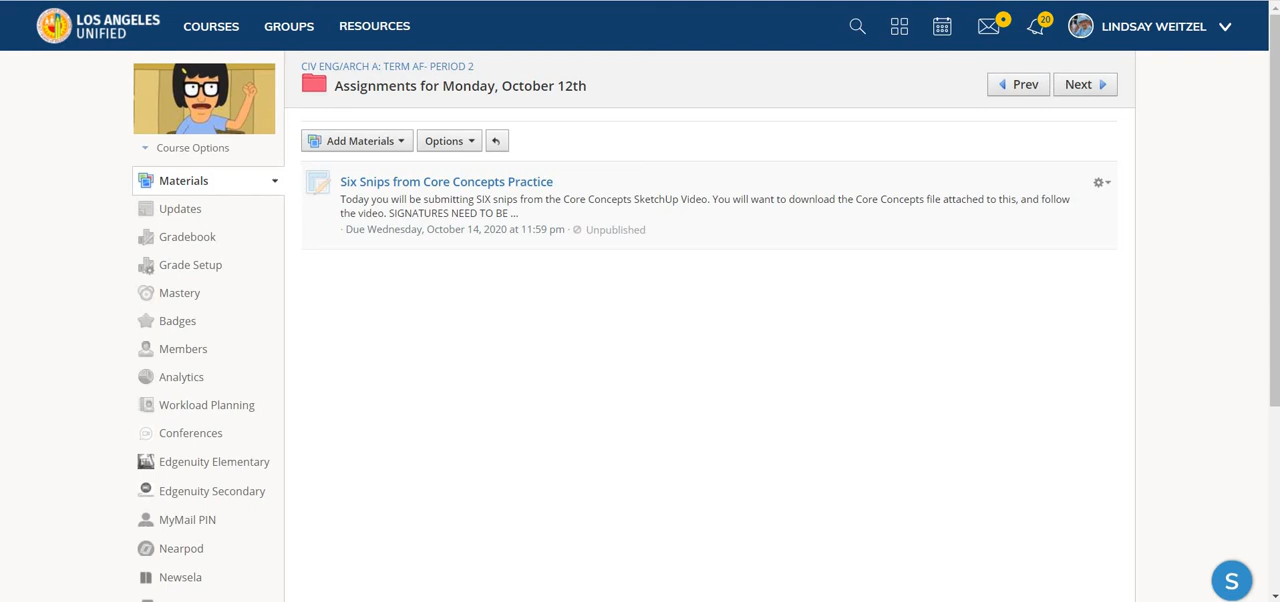 LOS ANGELES
UNIFIED
COURSES
GROUPS
RESOURCES
20
LINDSAY WEITZEL
CIV ENG/ARCH A: TERM AF- PERIOD 2
Assignments for Monday, October 12th
Prev
Next
Course Options
Add Materials
Options
Materials
Six Snips from Core Concepts Practice
Today you will be submitting SIX snips from the Core Concepts SketchUp Video. You will want to download the Core Concepts file attached to this, and follow
the video. SIGNATURES NEED TO BE ...
· Due Wednesday, October 14, 2020 at 11:59 pm · Unpublished
Updates
Gradebook
Grade Setup
Mastery
Badges
Members
Analytics
Workload Planning
Conferences
Edgenuity Elementary
Edgenuity Secondary
MyMail PIN
Nearpod
Newsela
S